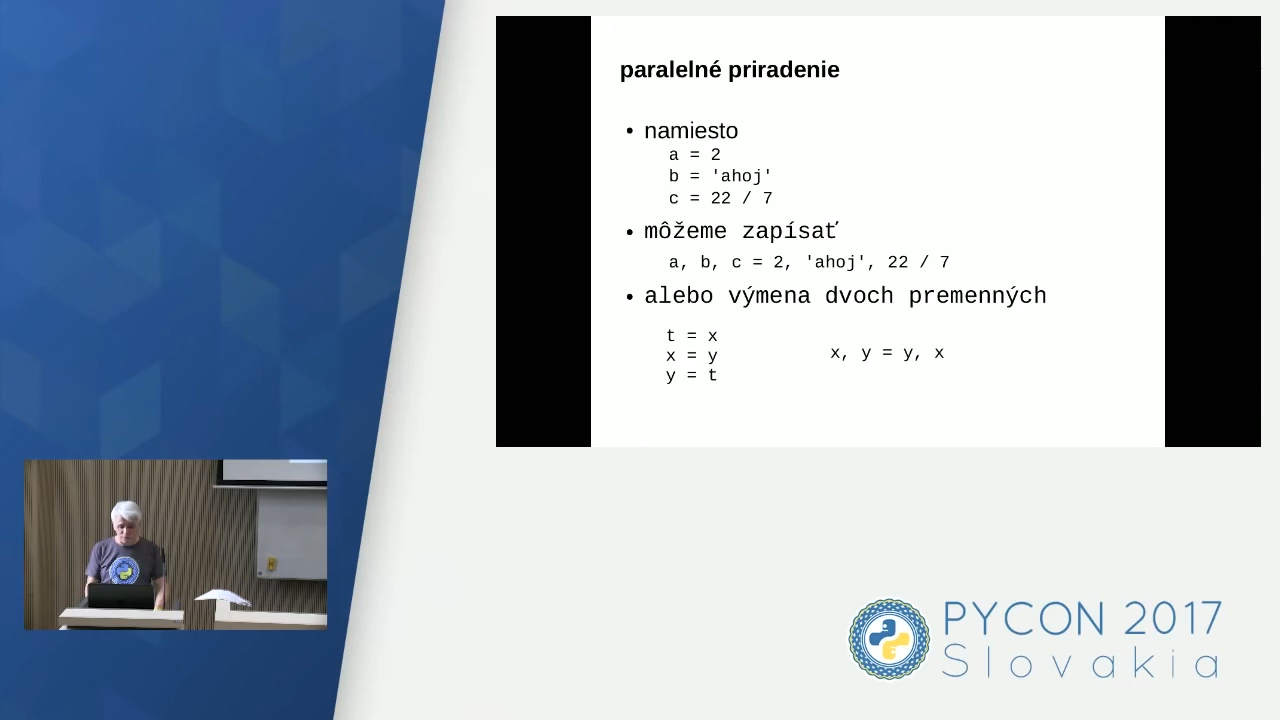 paralelné priradenie
• namiesto
a = 2
b = 'ahoj'
c = 22 / 7
• môžeme zapísať
a, b, c = 2, 'ahoj', 22 / 7
• alebo výmena dvoch premenných
t = x
x = y
y = t
x, y = y, x
PYCON 2017
Slovakia